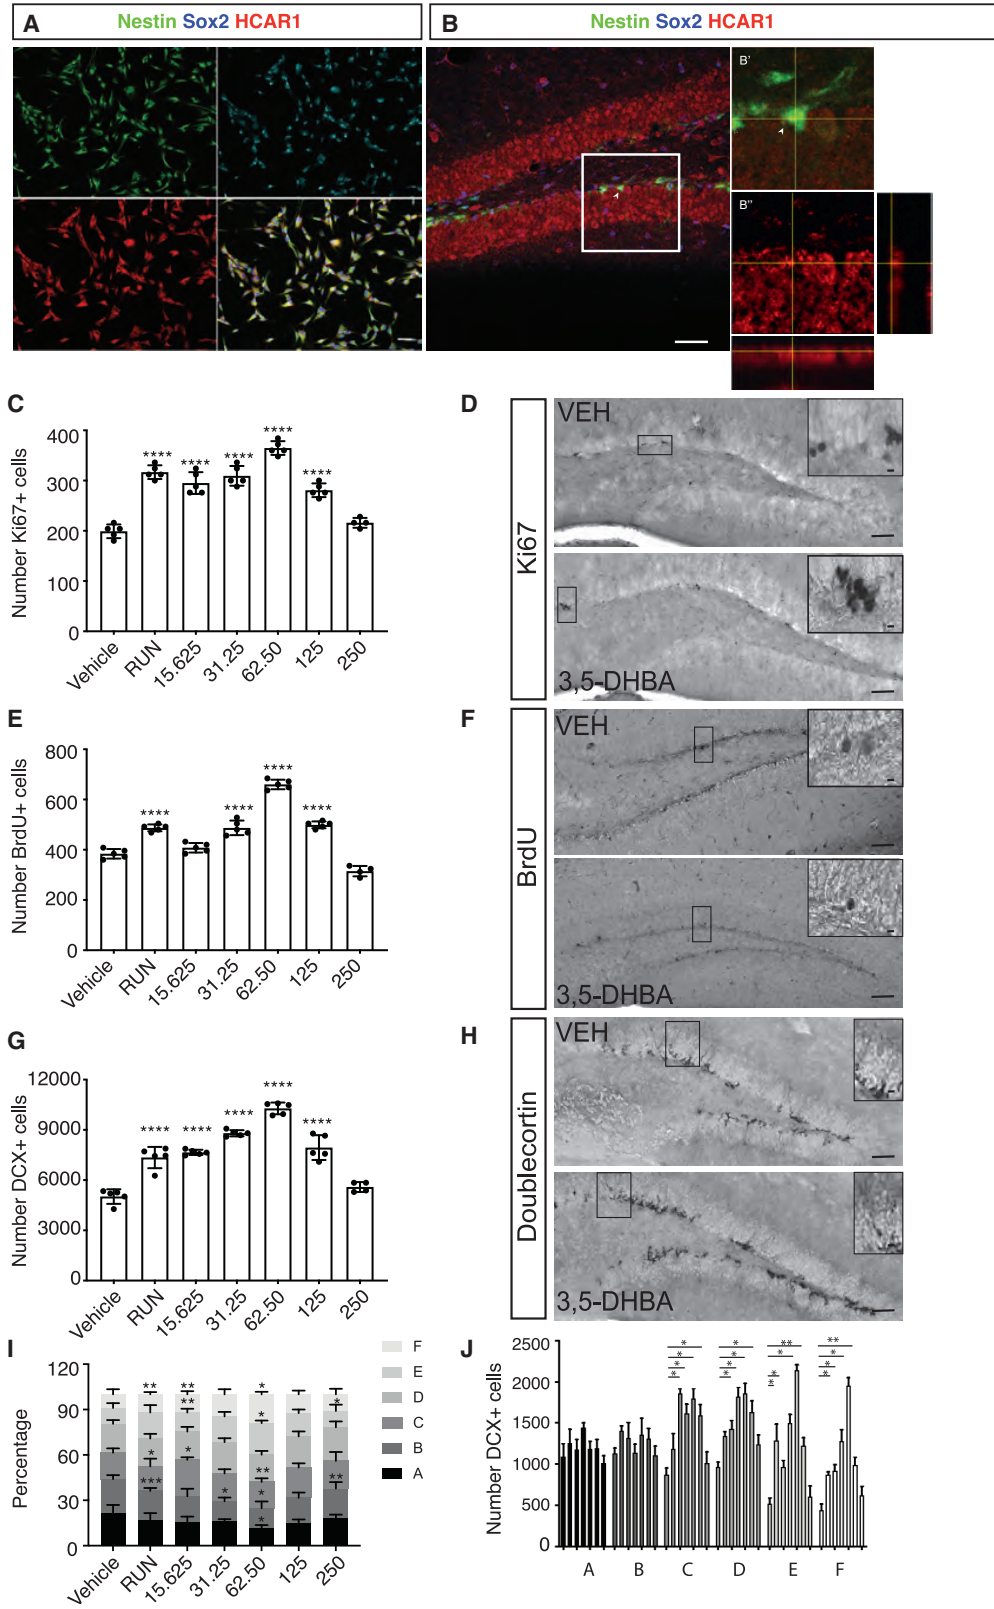 A Nestin Sox2 HCAR1
B Nestin Sox2 HCAR1
B'
B''
C
Number Ki67+ cells
400
300
200
100
0
**** **** **** **** ****
Vehicle RUN 15.625 31.25 62.50 125 250
D
Ki67
VEH
3,5-DHBA
E
Number BrdU+ cells
800
600
400
200
0
**** **** **** ****
Vehicle RUN 15.625 31.25 62.50 125 250
F
BrdU
VEH
3,5-DHBA
G
Number DCX+ cells
12000
9000
6000
3000
0
**** **** **** **** ****
Vehicle RUN 15.625 31.25 62.50 125 250
H
Doublecortin
VEH
3,5-DHBA
I
Percentage
120
90
60
30
0
** ** * *
**
* * **
*** * * **
*
Vehicle RUN 15.625 31.25 62.50 125 250
F
E
D
C
B
A
J
Number DCX+ cells
2500
2000
1500
1000
500
0
A B C D E F